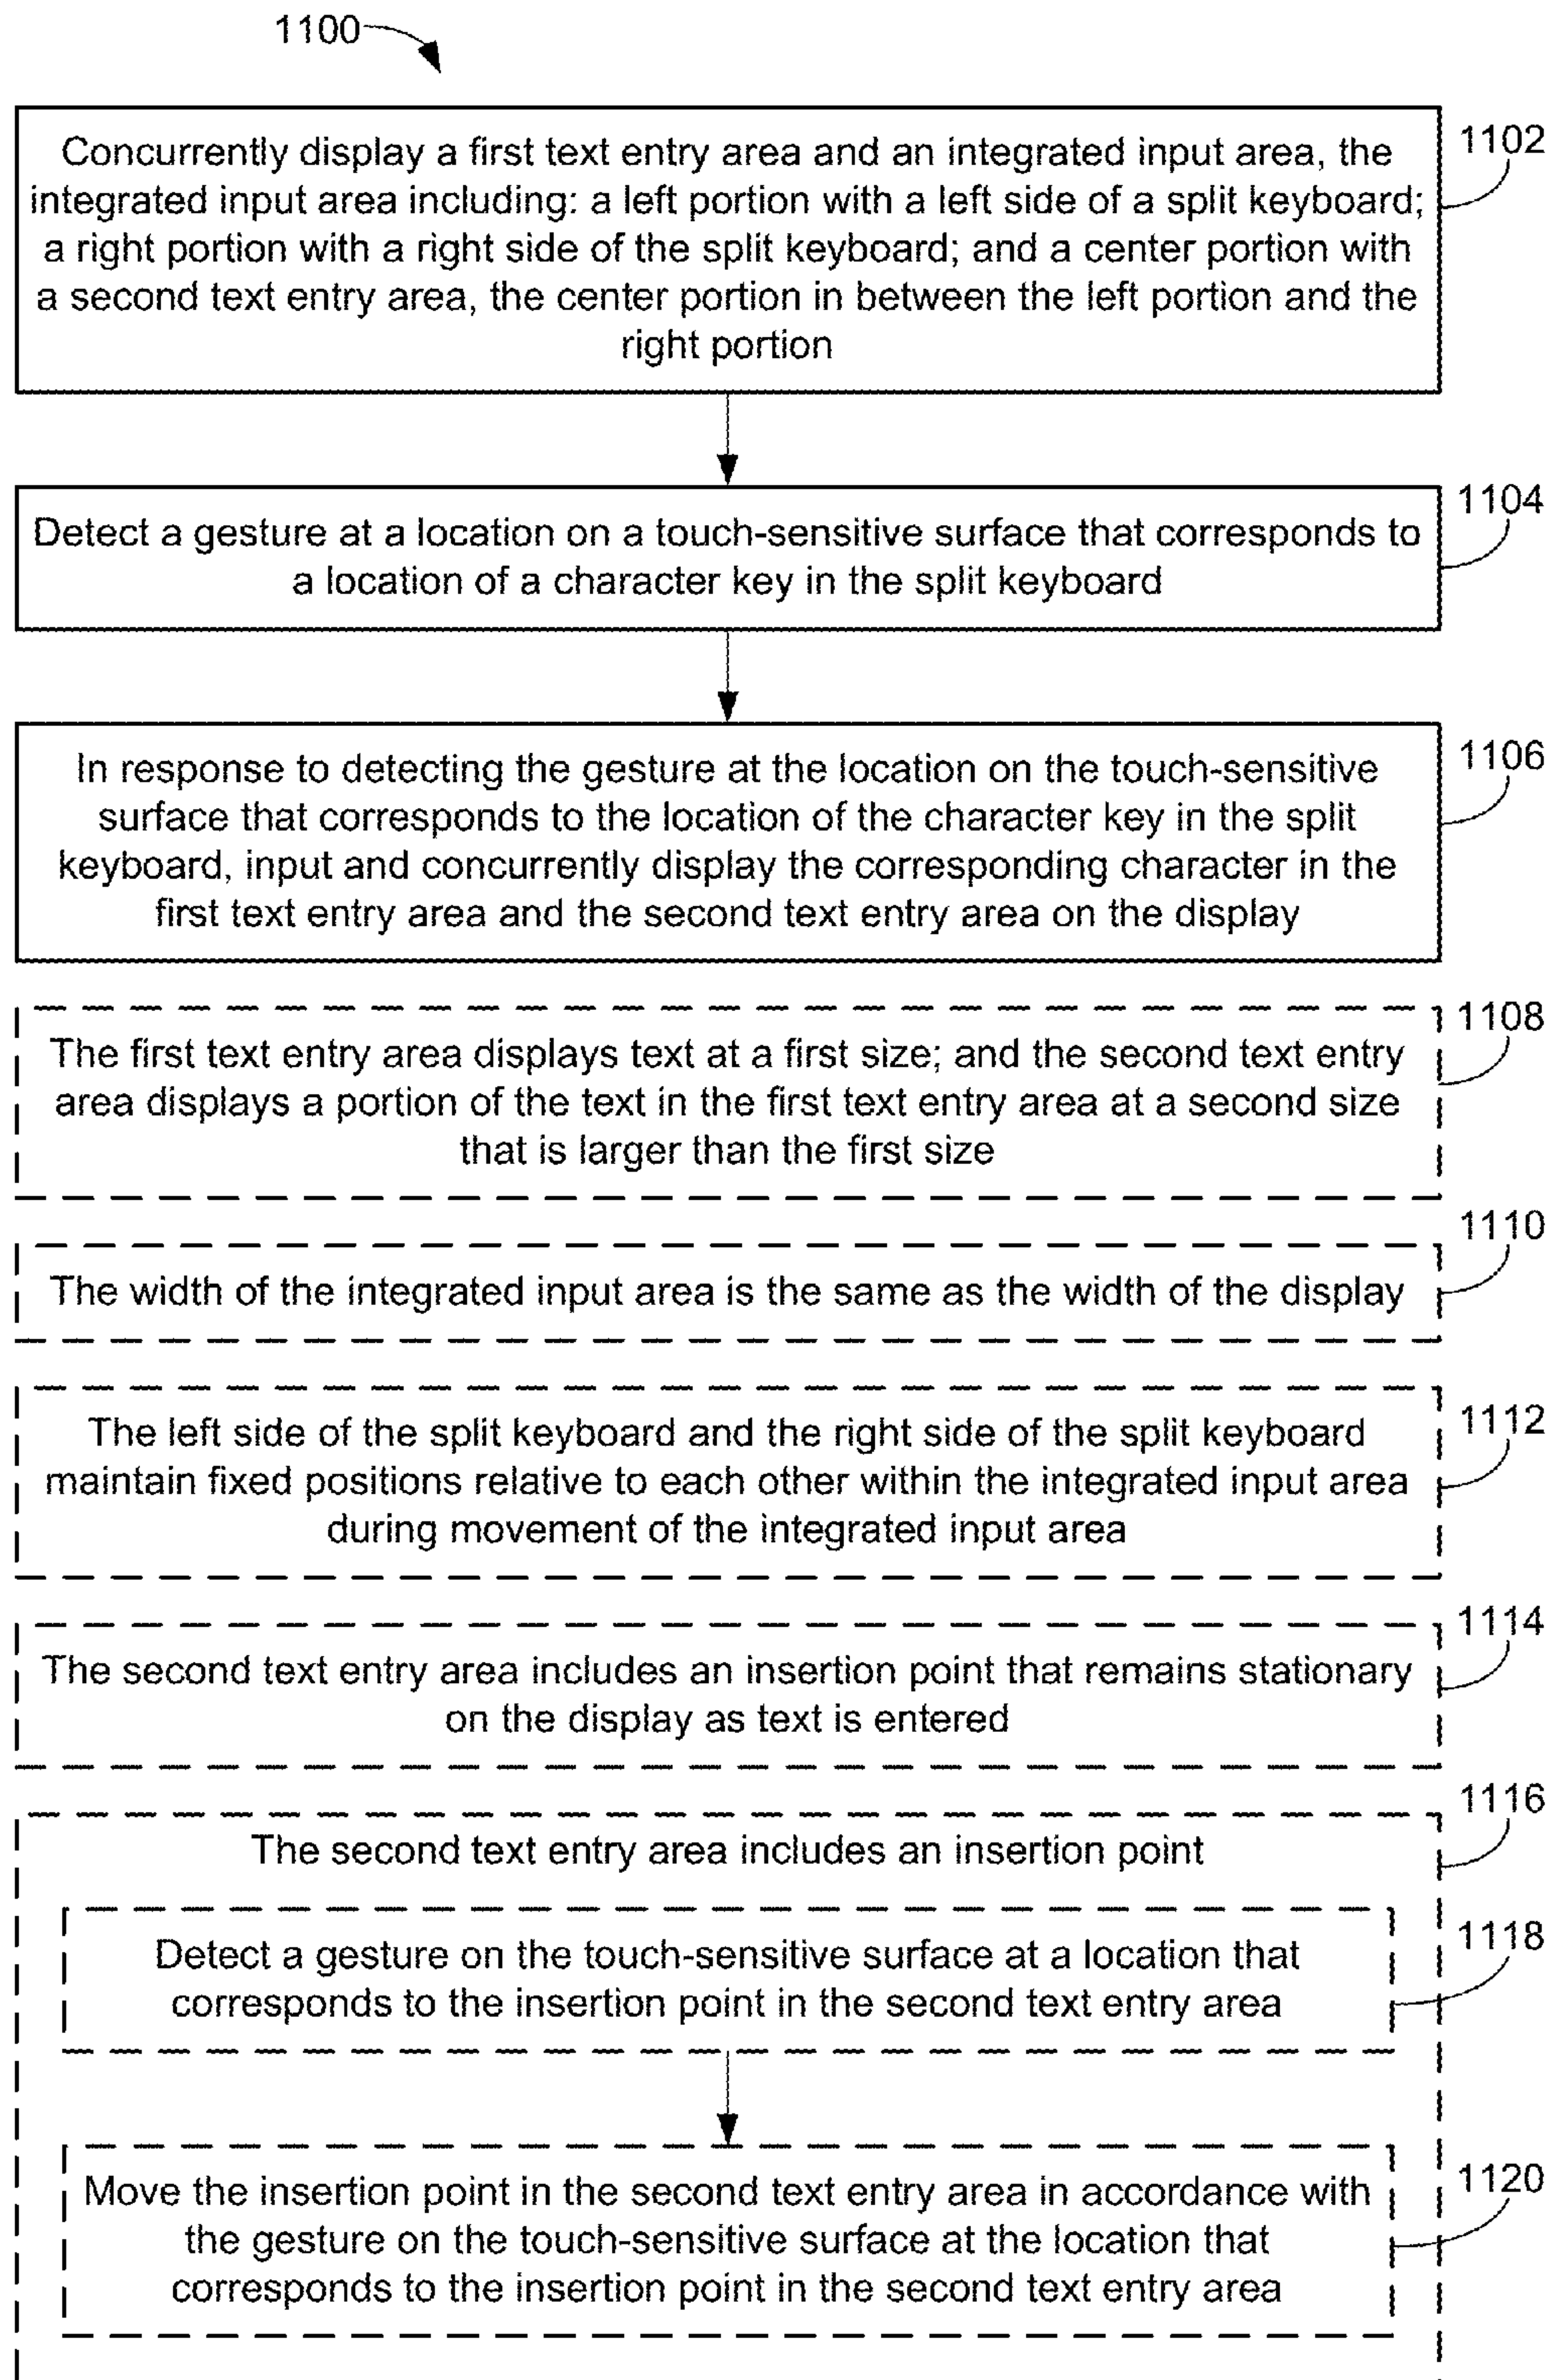 1100
Concurrently display a first text entry area and an integrated input area, the
integrated input area including: a left portion with a left side of a split keyboard;
a right portion with a right side of the split keyboard; and a center portion with
a second text entry area, the center portion in between the left portion and the
right portion
1102
Detect a gesture at a location on a touch-sensitive surface that corresponds to
a location of a character key in the split keyboard
1104
In response to detecting the gesture at the location on the touch-sensitive
surface that corresponds to the location of the character key in the split
keyboard, input and concurrently display the corresponding character in the
first text entry area and the second text entry area on the display
1106
The first text entry area displays text at a first size; and the second text entry
area displays a portion of the text in the first text entry area at a second size
that is larger than the first size
1108
The width of the integrated input area is the same as the width of the display
1110
The left side of the split keyboard and the right side of the split keyboard
maintain fixed positions relative to each other within the integrated input area
during movement of the integrated input area
1112
The second text entry area includes an insertion point that remains stationary
on the display as text is entered
1114
The second text entry area includes an insertion point
1116
Detect a gesture on the touch-sensitive surface at a location that
corresponds to the insertion point in the second text entry area
1118
Move the insertion point in the second text entry area in accordance with
the gesture on the touch-sensitive surface at the location that
corresponds to the insertion point in the second text entry area
1120